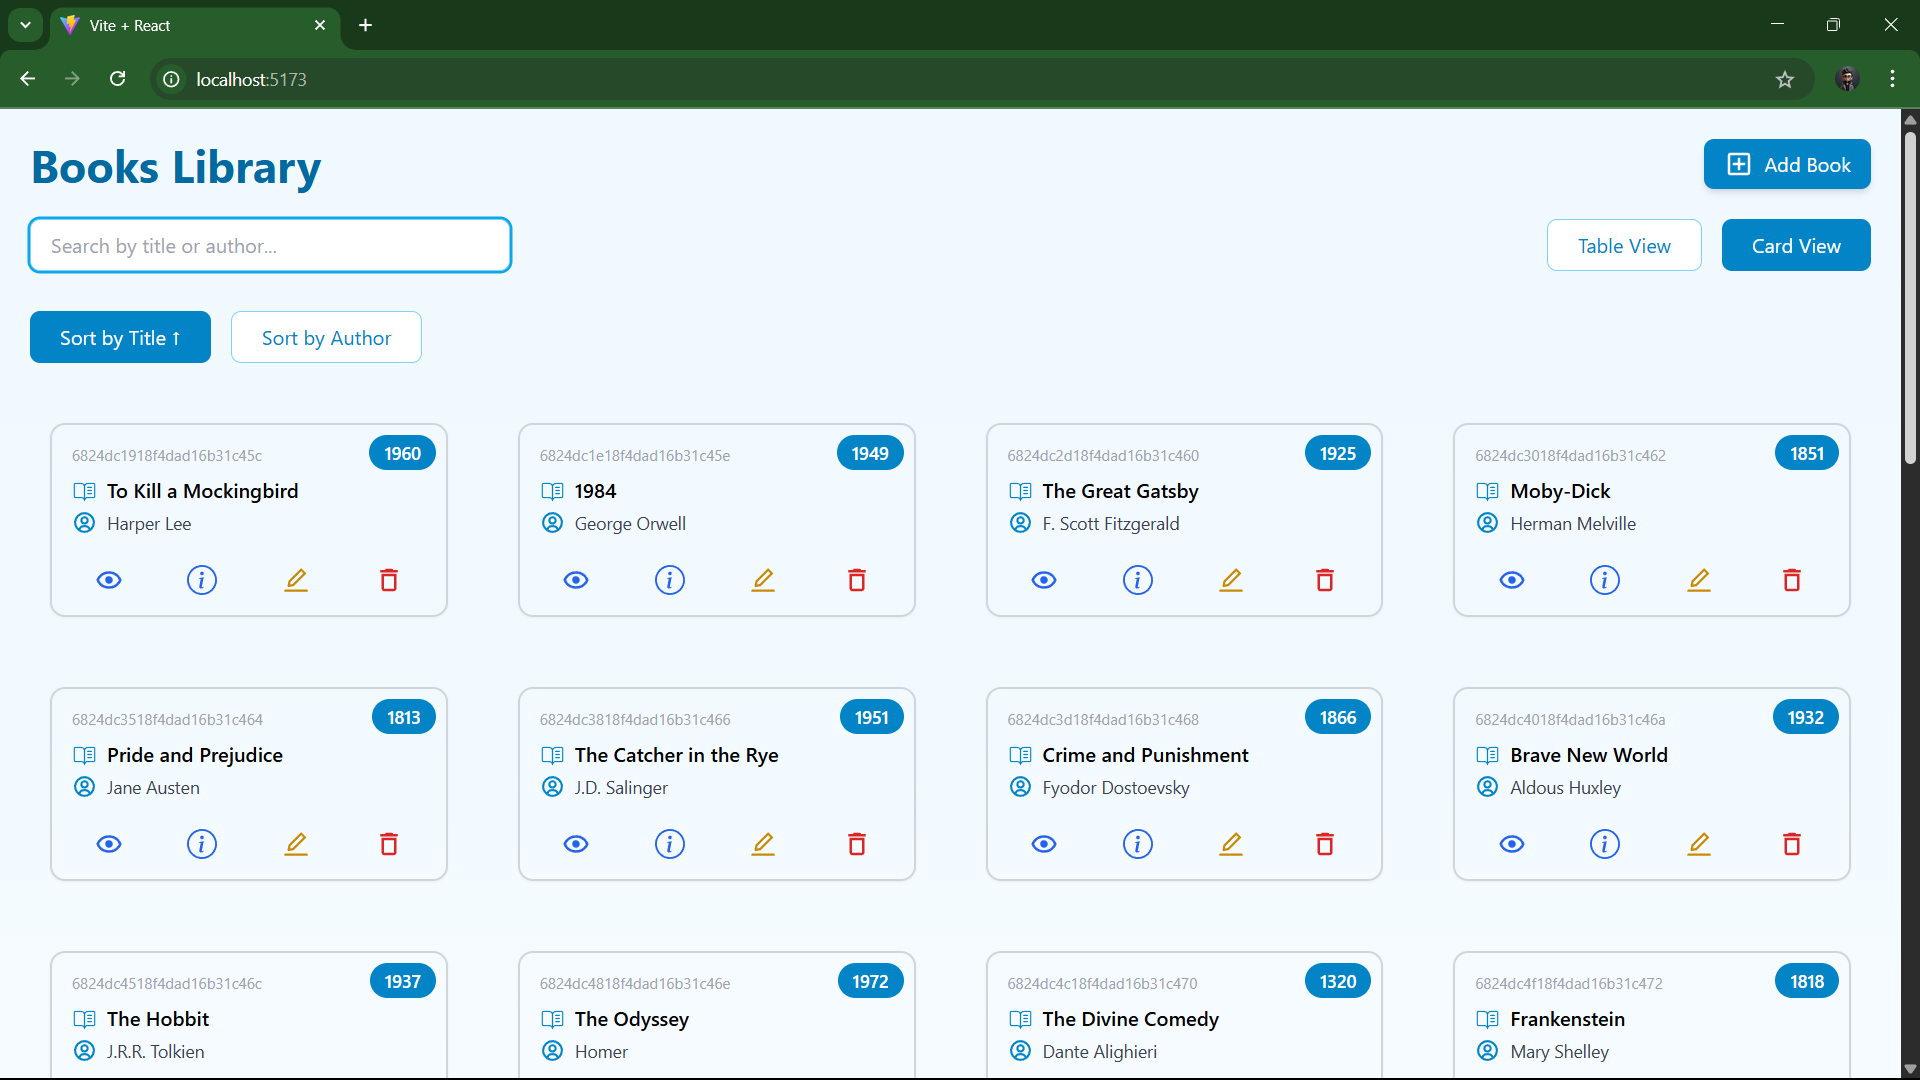 Vite + React
localhost:5173
Books Library
Add Book
Search by title or author...
Table View
Card View
Sort by Title ↑
Sort by Author
6824dc1918f4dad16b31c45c
1960
To Kill a Mockingbird
Harper Lee
6824dc1e18f4dad16b31c45e
1949
1984
George Orwell
6824dc2d18f4dad16b31c460
1925
The Great Gatsby
F. Scott Fitzgerald
6824dc3018f4dad16b31c462
1851
Moby-Dick
Herman Melville
6824dc3518f4dad16b31c464
1813
Pride and Prejudice
Jane Austen
6824dc3818f4dad16b31c466
1951
The Catcher in the Rye
J.D. Salinger
6824dc3d18f4dad16b31c468
1866
Crime and Punishment
Fyodor Dostoevsky
6824dc4018f4dad16b31c46a
1932
Brave New World
Aldous Huxley
6824dc4518f4dad16b31c46c
1937
The Hobbit
J.R.R. Tolkien
6824dc4818f4dad16b31c46e
1972
The Odyssey
Homer
6824dc4c18f4dad16b31c470
1320
The Divine Comedy
Dante Alighieri
6824dc4f18f4dad16b31c472
1818
Frankenstein
Mary Shelley